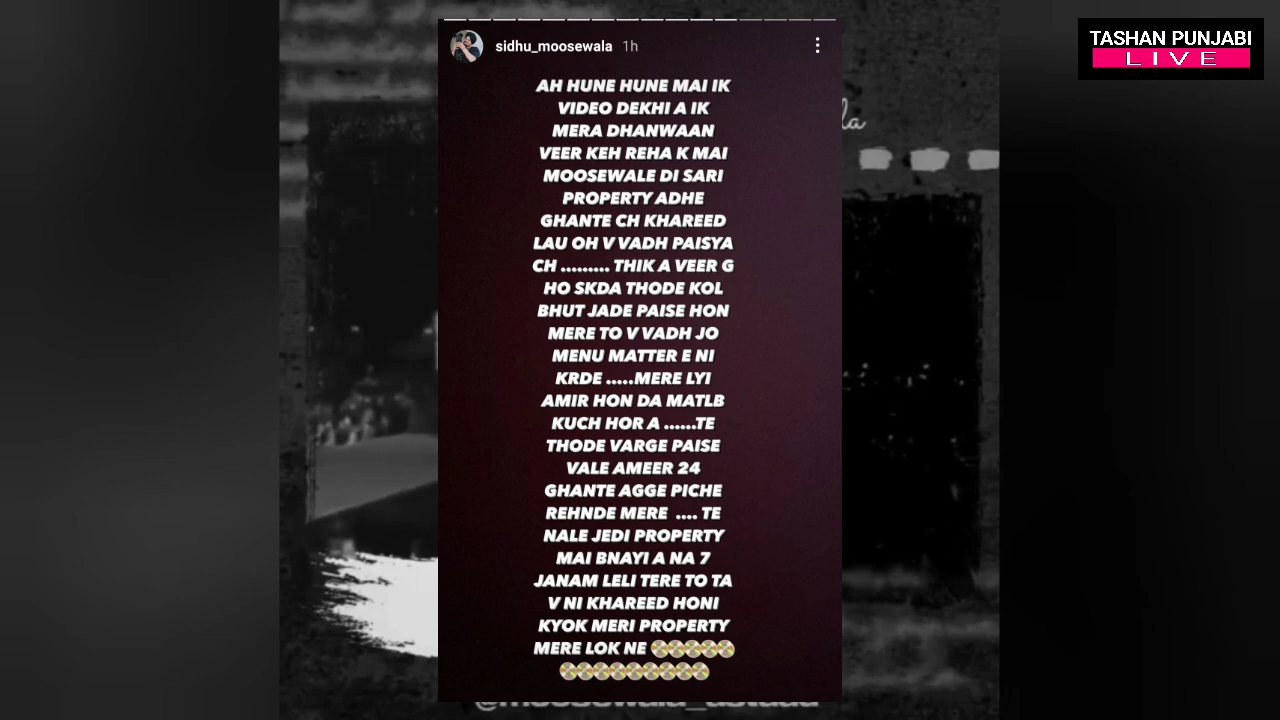 TASHAN PUNJABI
LIVE
sidhu_moosewala 1h
AH HUNE HUNE MAI IK
VIDEO DEKHI A IK
MERA DHANWAAN
VEER KEH REHA K MAI
MOOSEWALE DI SARI
PROPERTY ADHE
GHANTE CH KHAREED
LAU OH V VADH PAISYA
CH ......... THIK A VEER G
HO SKDA THODE KOL
BHUT JADE PAISE HON
MERE TO V VADH JO
MENU MATTER E NI
KRDE .....MERE LYI
AMIR HON DA MATLB
KUCH HOR A ......TE
THODE VARGE PAISE
VALE AMEER 24
GHANTE AGGE PICHE
REHNDE MERE .... TE
NALE JEDI PROPERTY
MAI BNAYI A NA 7
JANAM LELI TERE TO TA
V NI KHAREED HONI
KYOK MERI PROPERTY
MERE LOK NE 📀📀📀📀📀
📀📀📀📀📀📀📀📀📀